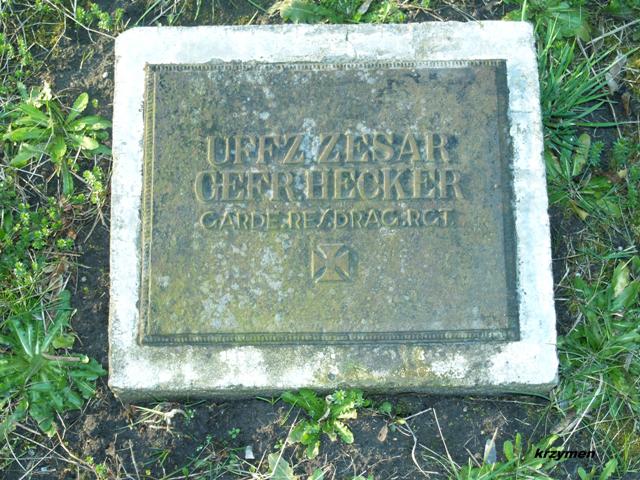 UFFZ.ZESAR
GEFR.HECKER
GARDE.RES.DRAG.RGT.
krzymen